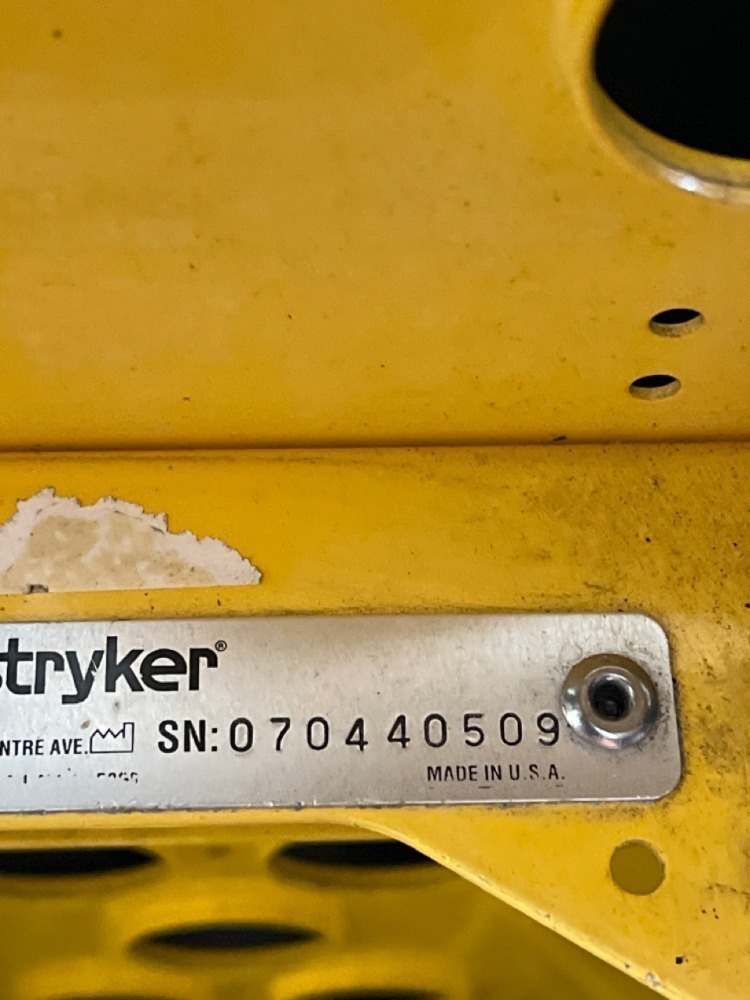 stryker®
NTRE AVE. SN:070440509
MADE IN U.S.A.